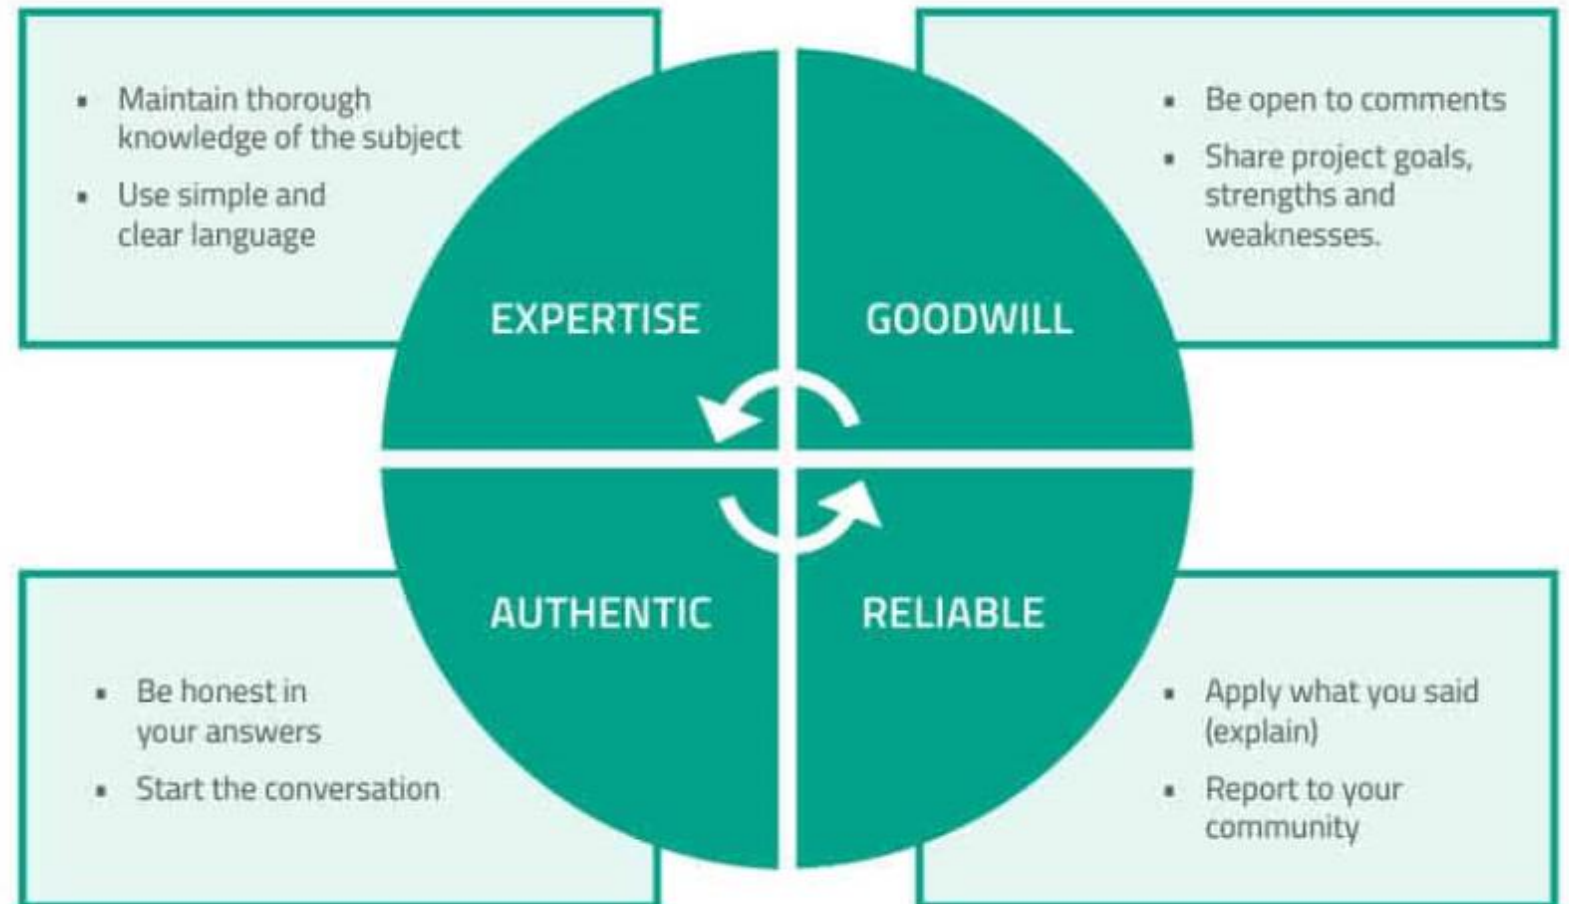 ▪ Maintain thorough
knowledge of the subject
▪ Use simple and
clear language
EXPERTISE
▪ Be open to comments
▪ Share project goals,
strengths and
weaknesses.
GOODWILL
AUTHENTIC
▪ Be honest in
your answers
▪ Start the conversation
RELIABLE
▪ Apply what you said
(explain)
▪ Report to your
community